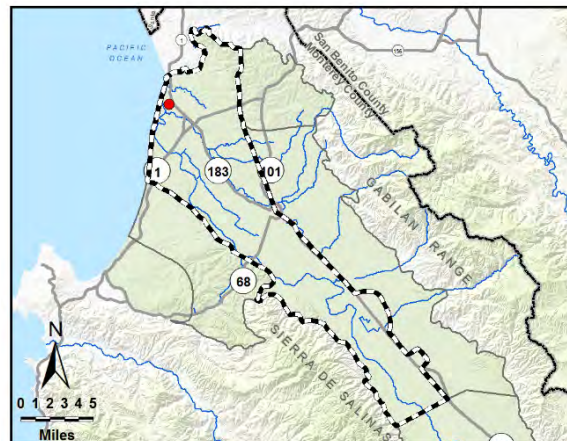 PACIFIC
OCEAN
1
156
San Benito County
Monterey County
1
183
101
GABILAN RANGE
68
SIERRA DE SALINAS
N
0 1 2 3 4 5
Miles